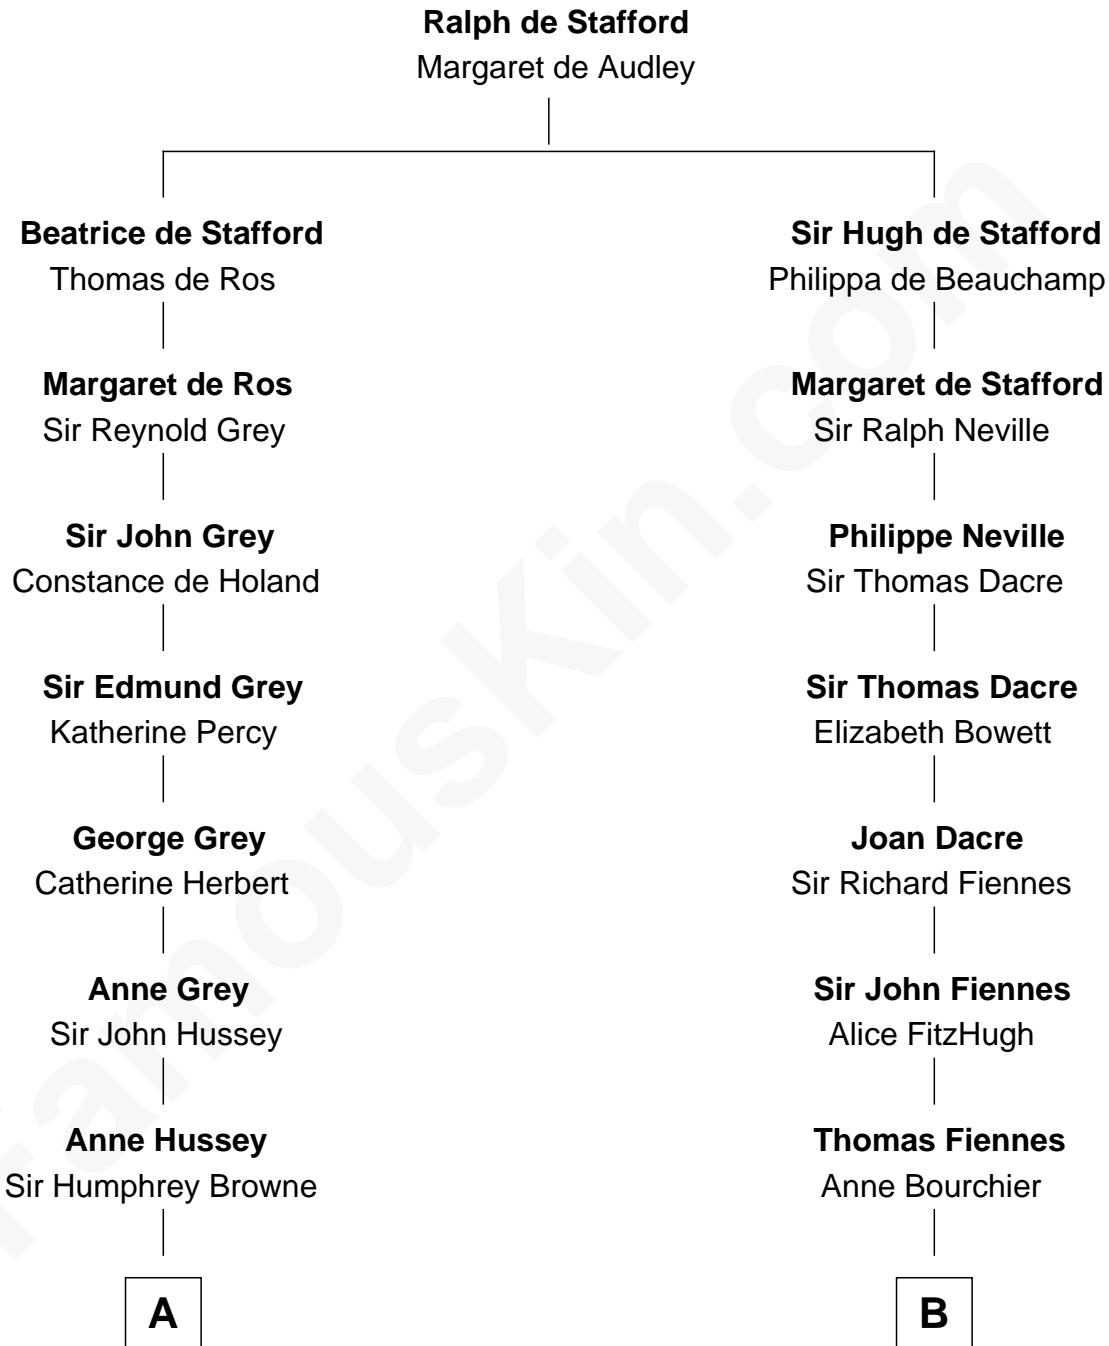 Ralph de Stafford
Margaret de Audley
Beatrice de Stafford
Thomas de Ros
Sir Hugh de Stafford
Philippa de Beauchamp
Margaret de Ros
Sir Reynold Grey
Margaret de Stafford
Sir Ralph Neville
Sir John Grey
Constance de Holand
Philippe Neville
Sir Thomas Dacre
Sir Edmund Grey
Katherine Percy
Sir Thomas Dacre
Elizabeth Bowett
George Grey
Catherine Herbert
Joan Dacre
Sir Richard Fiennes
Anne Grey
Sir John Hussey
Sir John Fiennes
Alice FitzHugh
Anne Hussey
Sir Humphrey Browne
Thomas Fiennes
Anne Bourchier
A
B
FamousKin.com